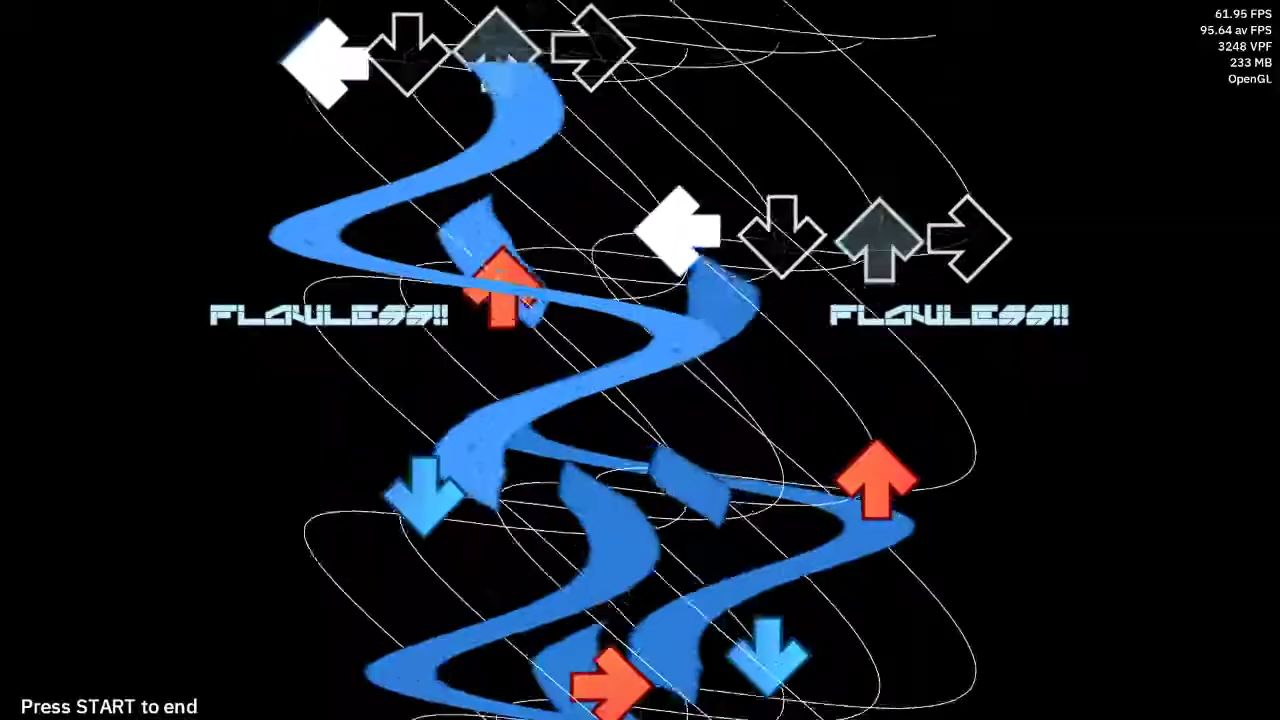 61.95 FPS
95.64 av FPS
3248 VPF
233 MB
OpenGL
FLAWLESS!!
FLAWLESS!!
Press START to end